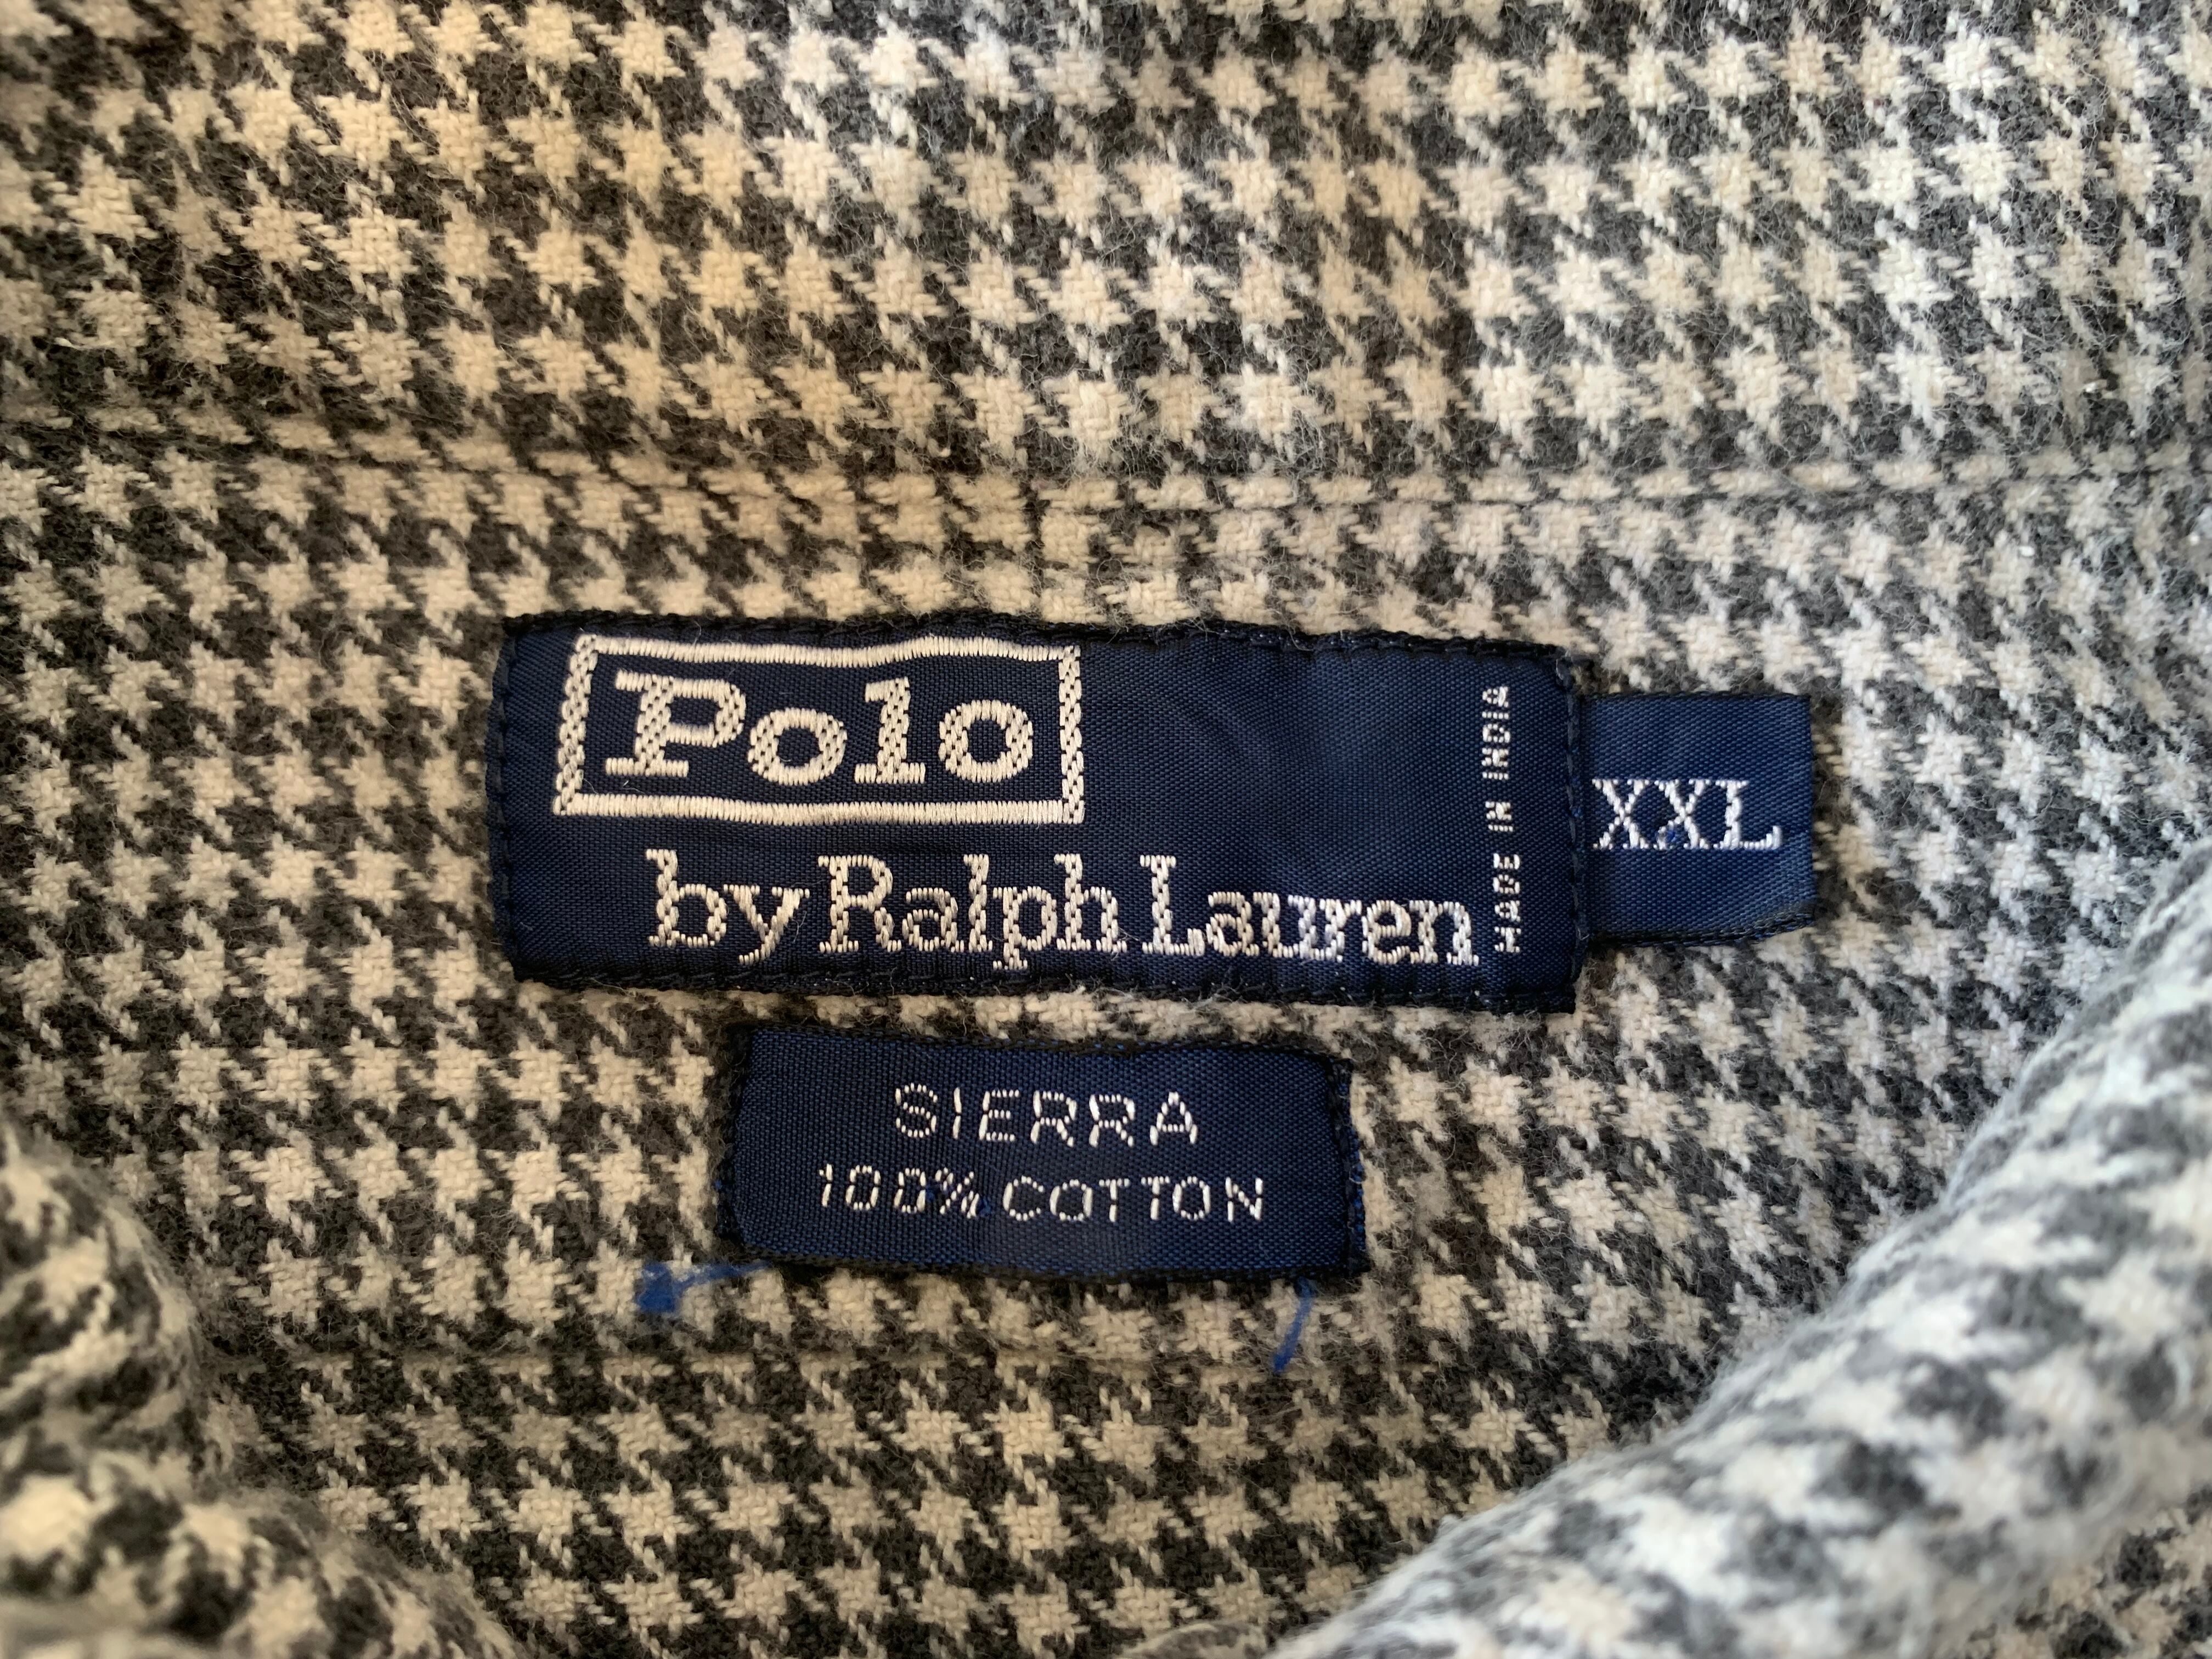 Polo
by Ralph Lauren
MADE IN INDIA
XXL
SIERRA
100% COTTON